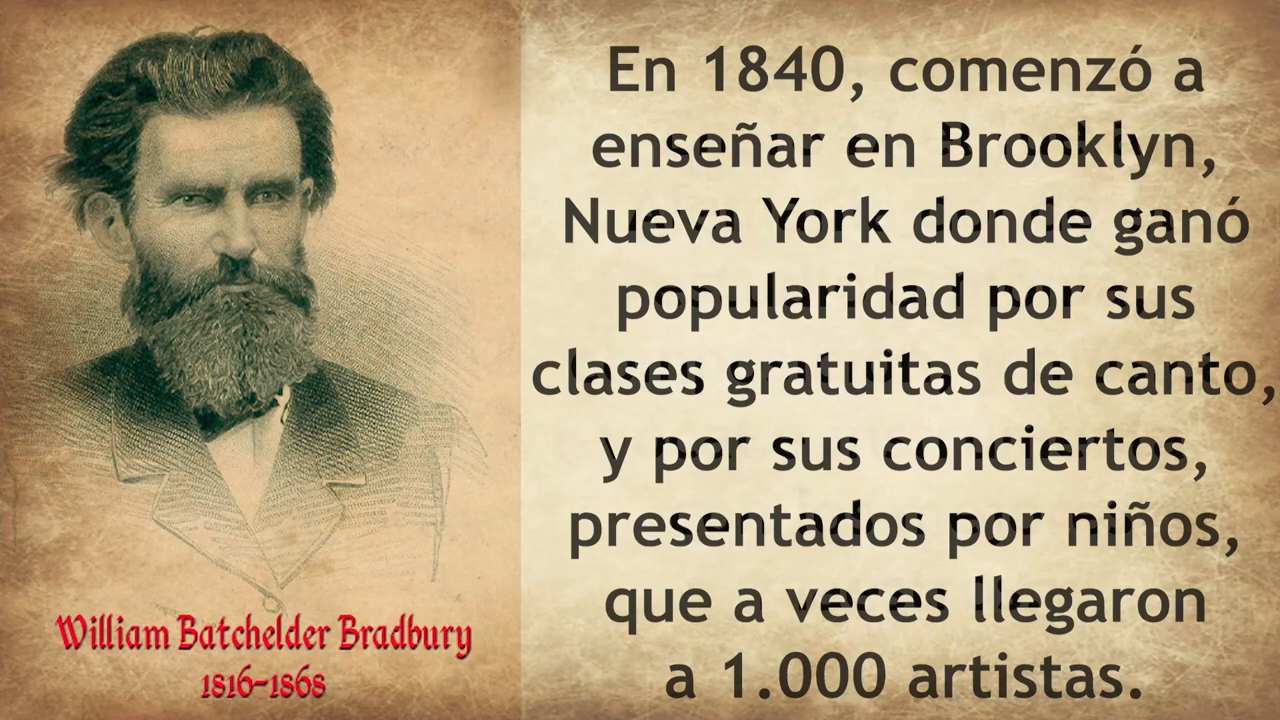 William Batchelder Bradbury
1816-1868
En 1840, comenzó a
enseñar en Brooklyn,
Nueva York donde ganó
popularidad por sus
clases gratuitas de canto,
y por sus conciertos,
presentados por niños,
que a veces llegaron
a 1.000 artistas.